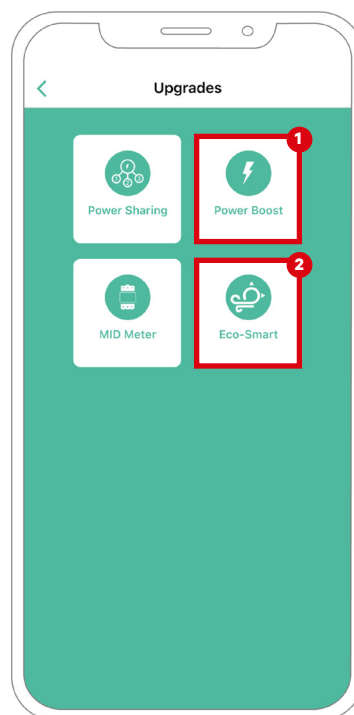 Upgrades
1
Power Sharing
Power Boost
2
MID Meter
Eco-Smart